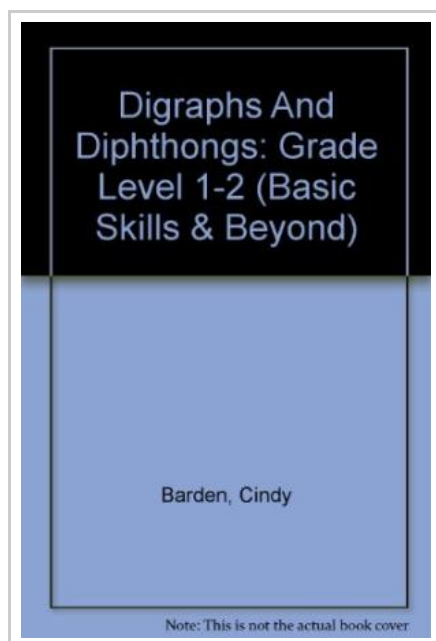 Digraphs And
Diphthongs: Grade
Level 1-2 (Basic
Skills & Beyond)
Barden, Cindy
Note: This is not the actual book cover